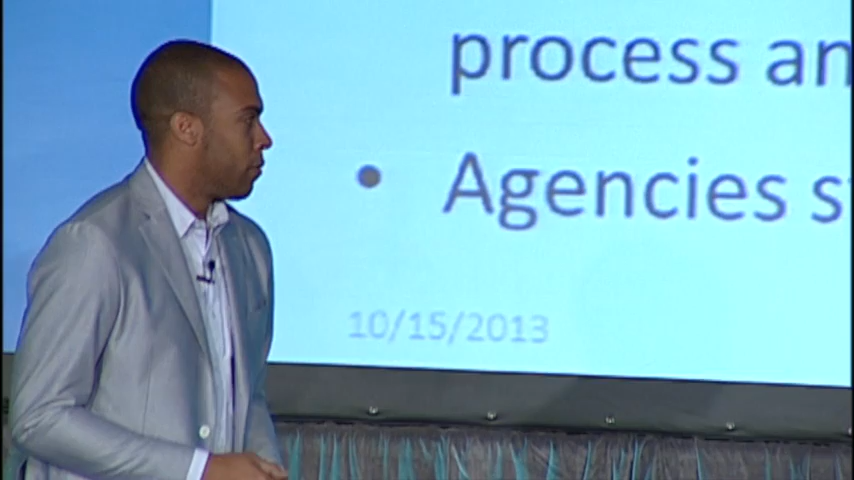 process an
• Agencies s
10/15/2013